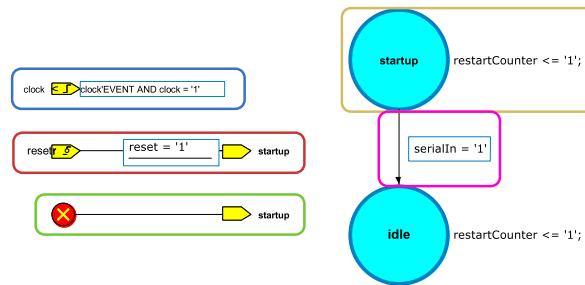 clock
clock'EVENT AND clock = '1'
reset
reset = '1'
startup
startup
startup
restartCounter <= '1';
serialIn = '1'
idle
restartCounter <= '1';